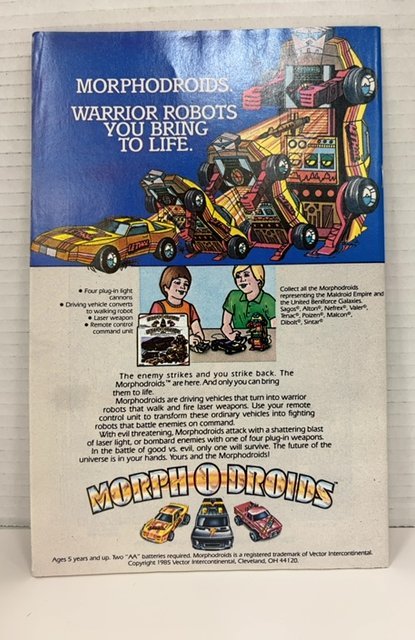 MORPHODROIDS.
WARRIOR ROBOTS
YOU BRING
TO LIFE.
• Four plug-in light
cannons
• Driving vehicle converts
to walking robot
• Laser weapon
• Remote control
command unit
Collect all the Morphodroids
representing the Maldroid Empire and
the United Beniforce Galaxies.
Sagos®, Alton®, Nefrex®, Valer®,
Tenac®, Poizen®, Malcon®,
Dibolt®, Sintar®
The enemy strikes and you strike back. The
Morphodroids™ are here. And only you can bring
them to life.
Morphodroids are driving vehicles that turn into warrior
robots that walk and fire laser weapons. Use your remote
control unit to transform these ordinary vehicles into fighting
robots that battle enemies on command.
With evil threatening, Morphodroids attack with a shattering blast
of laser light, or bombard enemies with one of four plug-in weapons.
In the battle of good vs. evil, only one will survive. The future of the
universe is in your hands. Yours and the Morphodroids!
MORPH-O-DROIDS™
Ages 5 years and up. Two "AA" batteries required. Morphodroids is a registered trademark of Vector Intercontinental.
Copyright 1985 Vector Intercontinental, Cleveland, OH 44120.